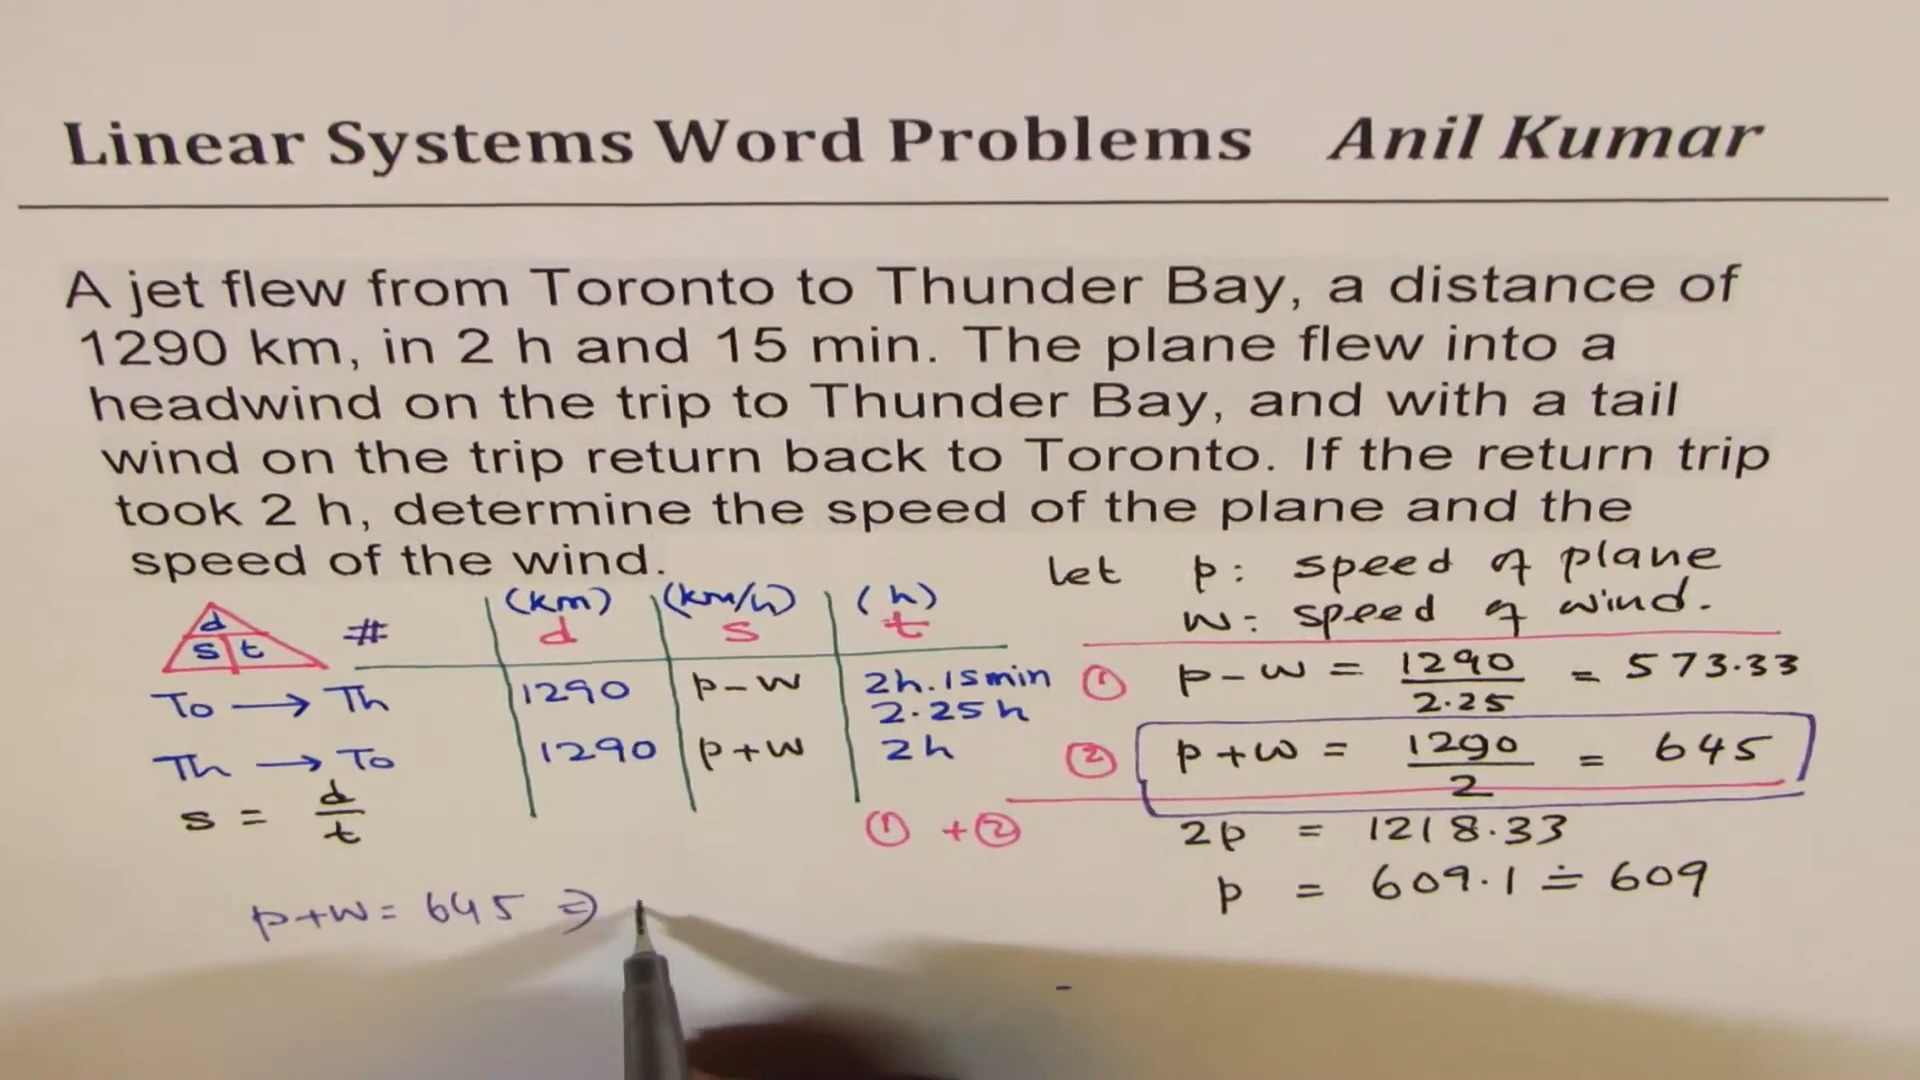 Linear Systems Word Problems Anil Kumar
A jet flew from Toronto to Thunder Bay, a distance of
1290 km, in 2 h and 15 min. The plane flew into a
headwind on the trip to Thunder Bay, and with a tail
wind on the trip return back to Toronto. If the return trip
took 2 h, determine the speed of the plane and the
speed of the wind.
let p: speed of plane
w: speed of wind.
d
s t
# (km) d (km/h) s (h) t
To → Th 1290 p-w 2h.15min
2.25h
Th → To 1290 p+w 2h
s = d/t
① p-w = 1290/2.25 = 573.33
② p+w = 1290/2 = 645
① + ② 2p = 1218.33
p = 609.1 ≐ 609
p+w = 645 ⇒